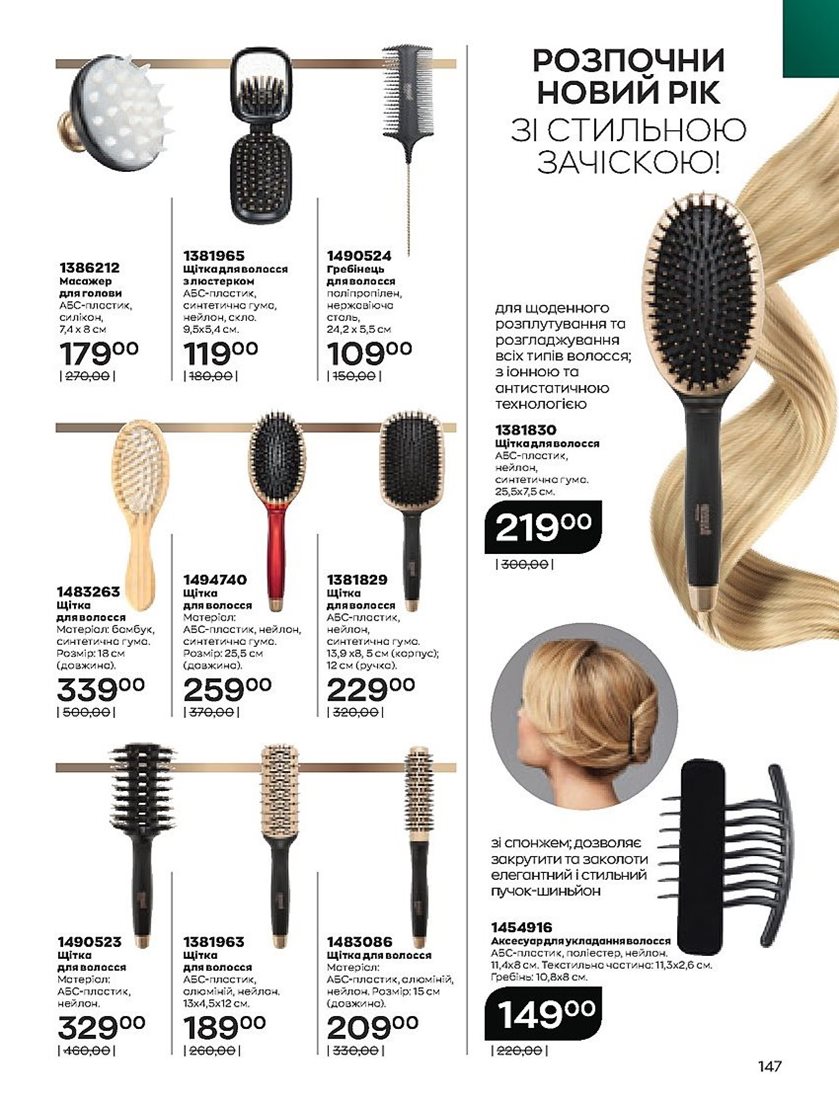 РОЗПОЧНИ
НОВИЙ РІК
ЗІ СТИЛЬНОЮ
ЗАЧІСКОЮ!
1386212
Масажер
для голови
АБС-пластик,
силікон,
7,4 х 8 см
179⁰⁰
|270,00|
1381965
Щітка для волосся
з люстерком
АБС-пластик,
синтетична гума,
нейлон, скло.
9,5х5,4 см.
119⁰⁰
|180,00|
1490524
Гребінець
для волосся
поліпропілен,
нержавіюча
сталь,
24,2 х 5,5 см
109⁰⁰
|150,00|
для щоденного
розплутування та
розгладжування
всіх типів волосся;
з іонною та
антистатичною
технологією
1381830
Щітка для волосся
АБС-пластик,
нейлон,
синтетична гума.
25,5х7,5 см.
219⁰⁰
|300,00|
1483263
Щітка
для волосся
Матеріал: бамбук,
синтетична гума.
Розмір: 18 см
(довжина).
339⁰⁰
|500,00|
1494740
Щітка
для волосся
Матеріал:
АБС-пластик, нейлон,
синтетична гума.
Розмір: 25,5 см
(довжина).
259⁰⁰
|370,00|
1381829
Щітка
для волосся
АБС-пластик,
нейлон,
синтетична гума.
13,9 х8, 5 см (корпус);
12 см (ручка).
229⁰⁰
|320,00|
1490523
Щітка
для волосся
Матеріал:
АБС-пластик,
нейлон.
329⁰⁰
|460,00|
1381963
Щітка
для волосся
АБС-пластик,
алюміній, нейлон.
13х4,5х12 см.
189⁰⁰
|260,00|
1483086
Щітка для волосся
Матеріал:
АБС-пластик, алюміній,
нейлон. Розмір: 15 см
(довжина).
209⁰⁰
|330,00|
зі спонжем; дозволяє
закрутити та заколоти
елегантний і стильний
пучок-шиньйон
1454916
Аксесуар для укладання волосся
АБС-пластик, поліестер, нейлон.
11,4х8 см. Текстильна частина: 11,3х2,6 см.
Гребінь: 10,8х8 см.
149⁰⁰
|220,00|
147